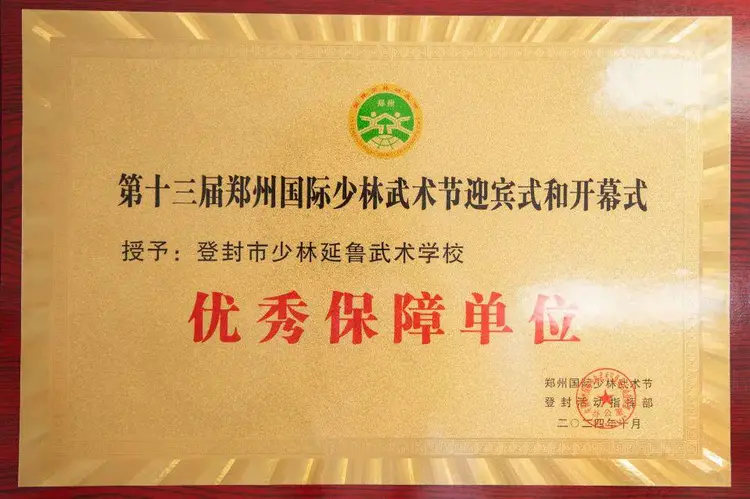 郑州
第十三届郑州国际少林武术节迎宾式和开幕式
授予：登封市少林延鲁武术学校
优秀保障单位
郑州国际少林武术节
登封活动指挥部
二〇二四年十月